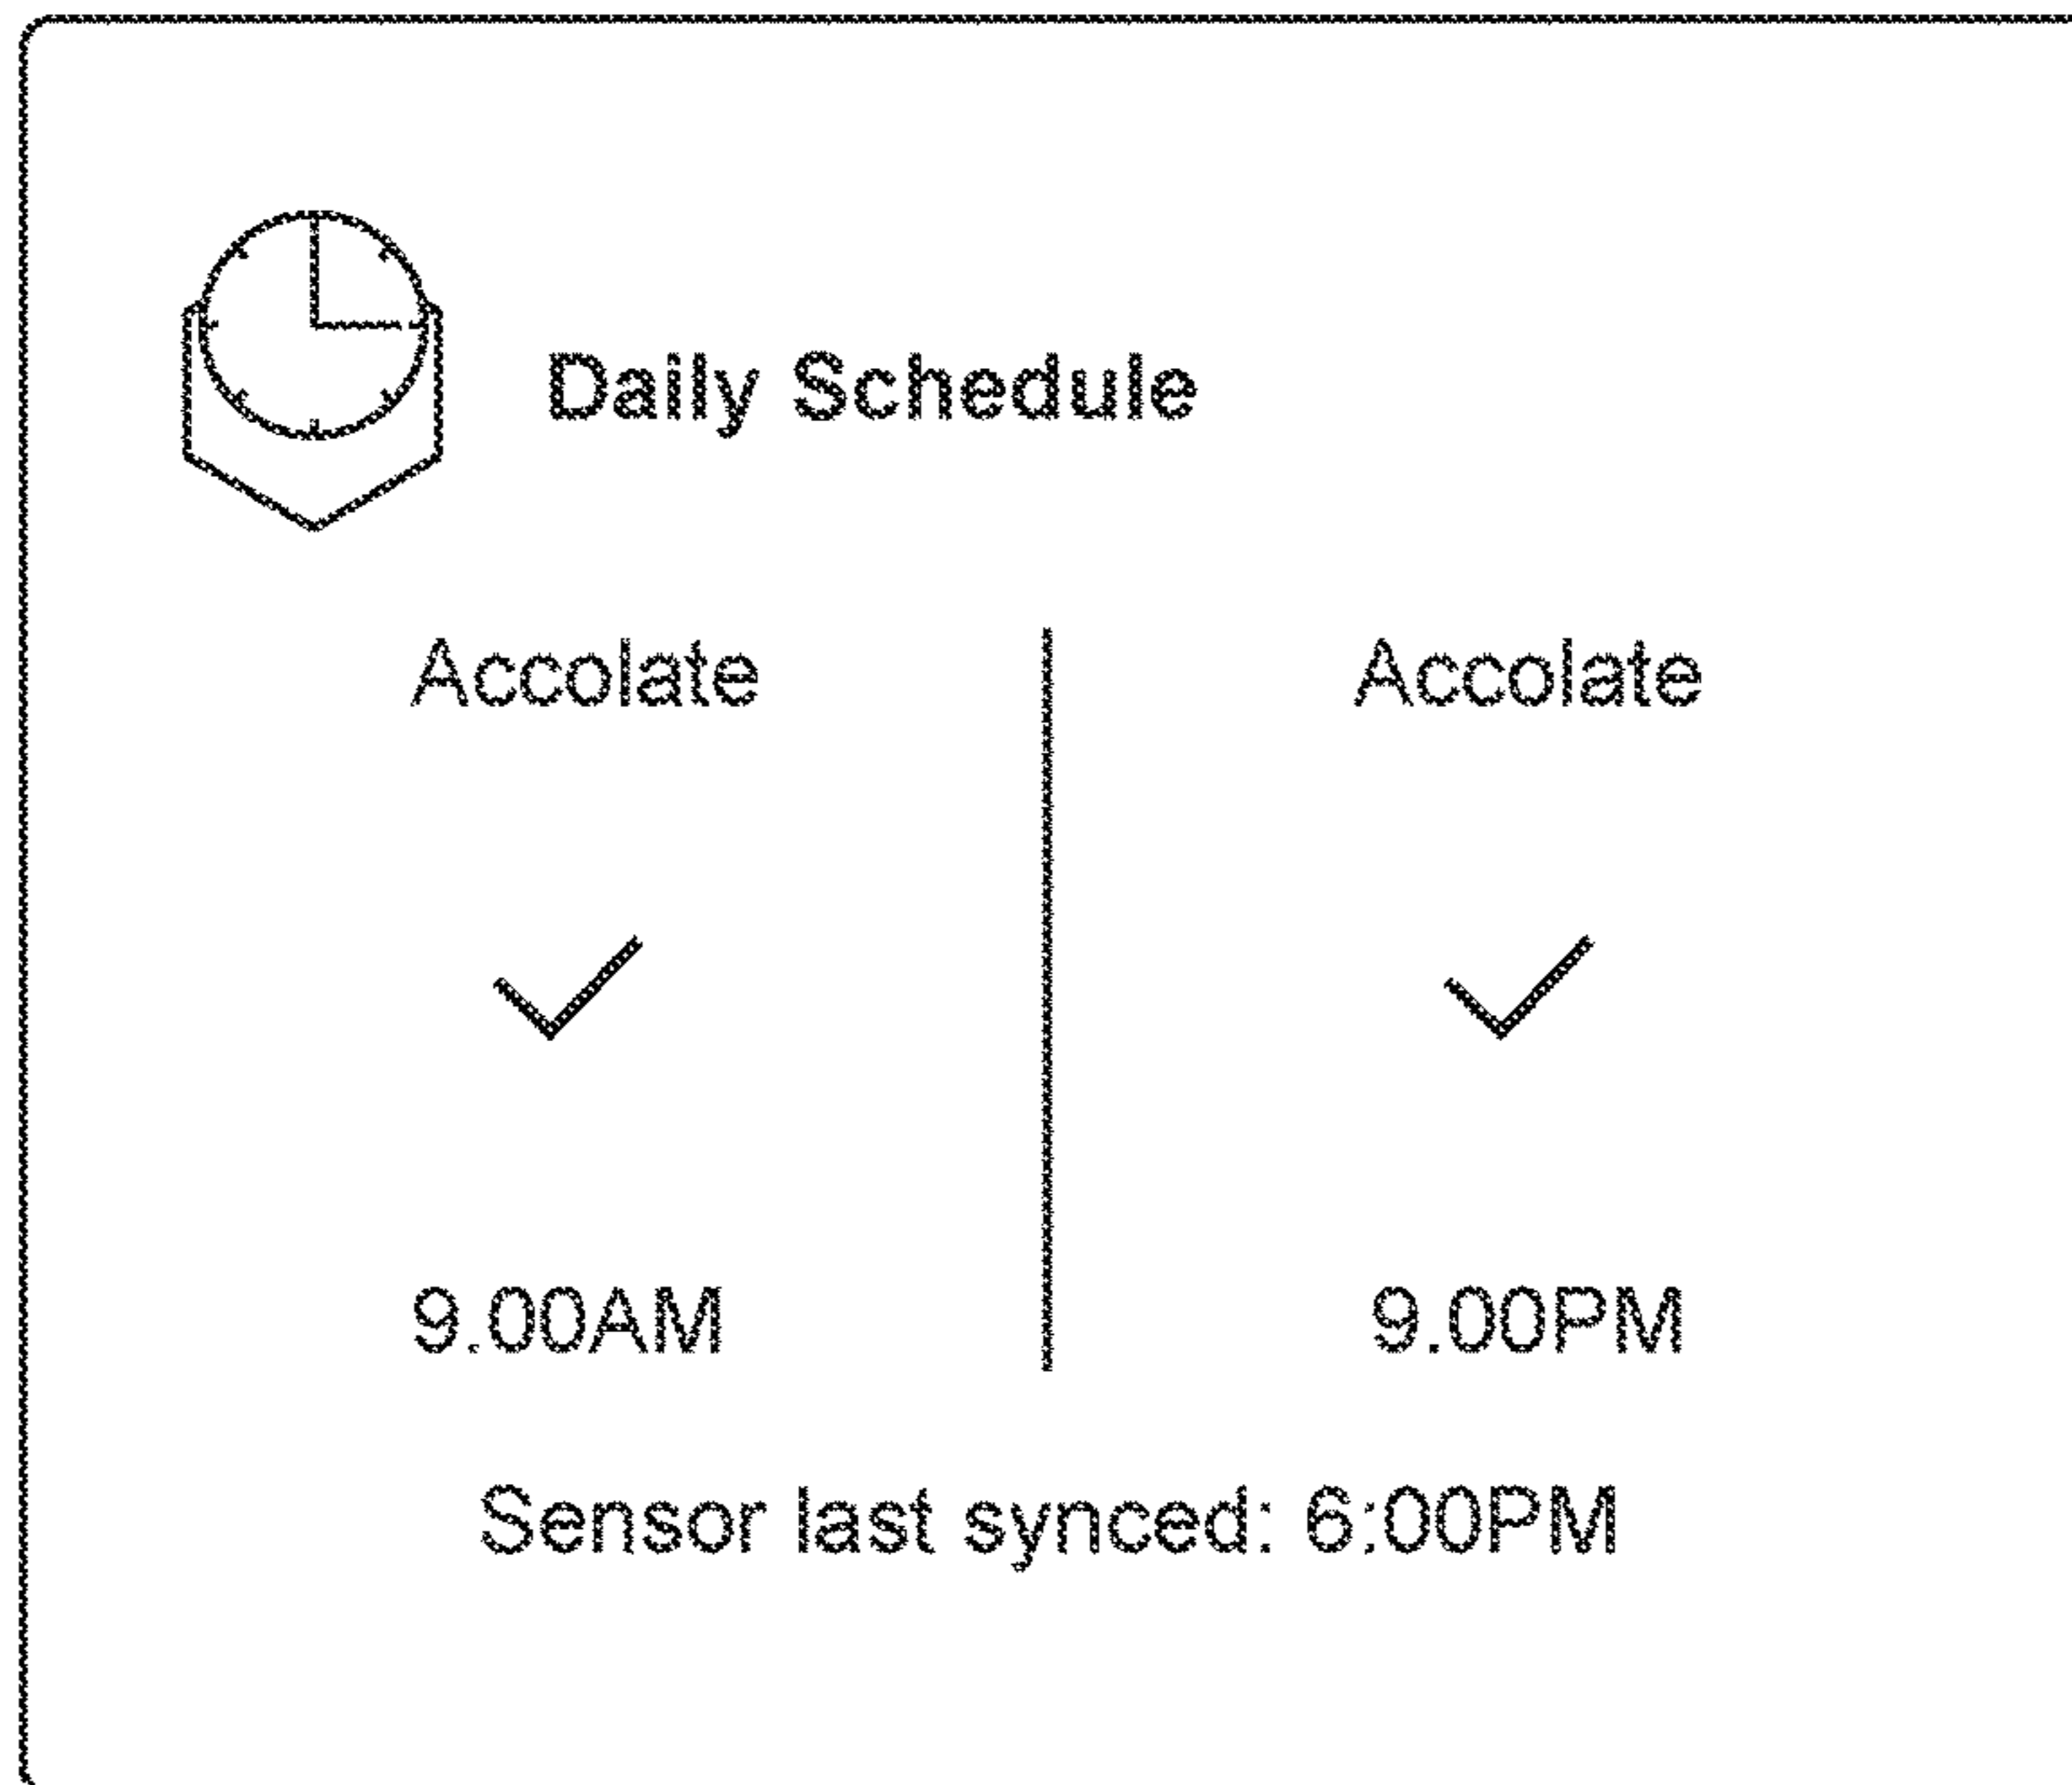 Daily Schedule
Accolate Accolate
9.00AM 9.00PM
Sensor last synced: 6:00PM